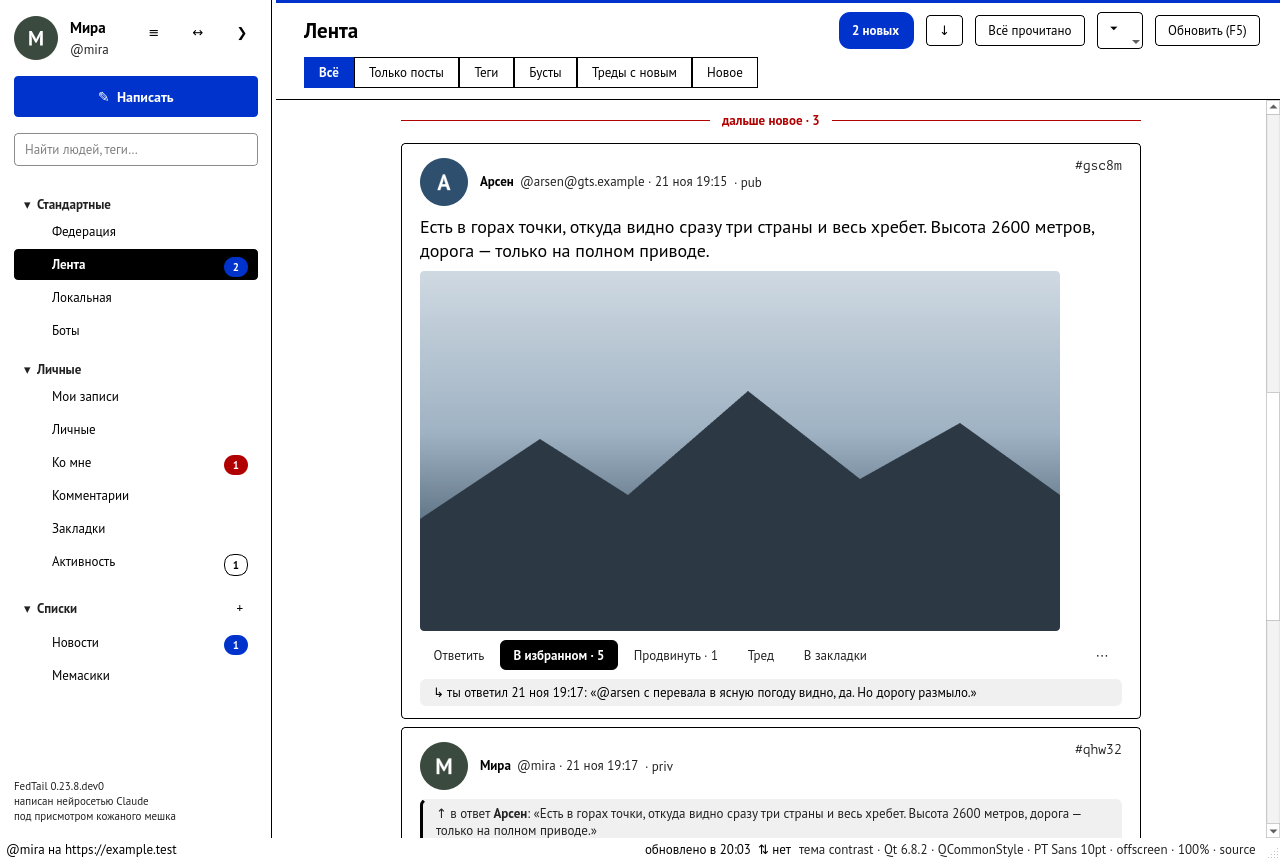 М
Мира
@mira
≡ ↔ ❯
✎ Написать
Найти людей, теги...
▾ Стандартные
Федерация
Лента 2
Локальная
Боты
▾ Личные
Мои записи
Личные
Ко мне 1
Комментарии
Закладки
Активность 1
▾ Списки +
Новости 1
Мемасики
FedTail 0.23.8.dev0
написан нейросетью Claude
под присмотром кожаного мешка
Лента
2 новых ↓ Всё прочитано Обновить (F5)
Всё Только посты Теги Бусты Треды с новым Новое
дальше новое · 3
А
Арсен @arsen@gts.example · 21 ноя 19:15 · pub
#gsc8m
Есть в горах точки, откуда видно сразу три страны и весь хребет. Высота 2600 метров,
дорога — только на полном приводе.
Ответить В избранном · 5 Продвинуть · 1 Тред В закладки ···
↳ ты ответил 21 ноя 19:17: «@arsen с перевала в ясную погоду видно, да. Но дорогу размыло.»
М
Мира @mira · 21 ноя 19:17 · priv
#qhw32
↑ в ответ Арсен: «Есть в горах точки, откуда видно сразу три страны и весь хребет. Высота 2600 метров, дорога —
только на полном приводе.»
@mira на https://example.test
обновлено в 20:03 ⇅ нет тема contrast · Qt 6.8.2 · QCommonStyle · PT Sans 10pt · offscreen · 100% · source